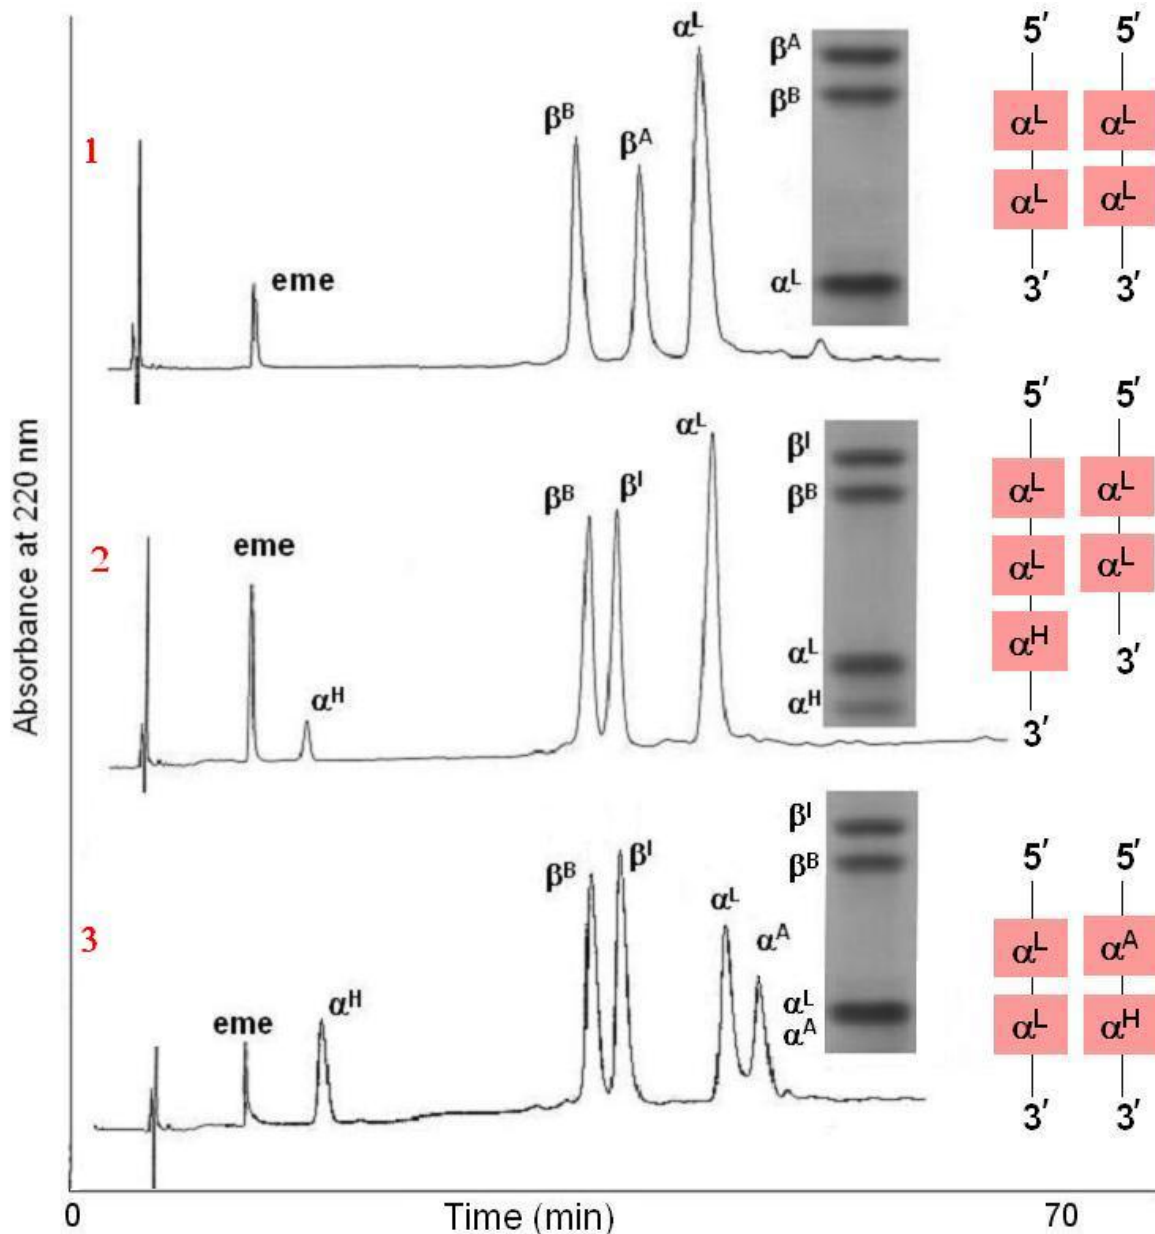 1
eme
βᴮ
βᴬ
αᴸ
βᴬ
βᴮ
αᴸ
5′ 5′
αᴸ αᴸ
αᴸ αᴸ
3′ 3′
Absorbance at 220 nm
2
eme
αᴴ
βᴮ
βᴵ
αᴸ
βᴵ
βᴮ
αᴸ
αᴴ
5′ 5′
αᴸ αᴸ
αᴸ αᴸ
αᴴ
3′
3′
3
eme
αᴴ
βᴮ
βᴵ
αᴸ
αᴬ
βᴵ
βᴮ
αᴸ
αᴬ
5′ 5′
αᴸ αᴬ
αᴸ αᴴ
3′ 3′
0 Time (min) 70